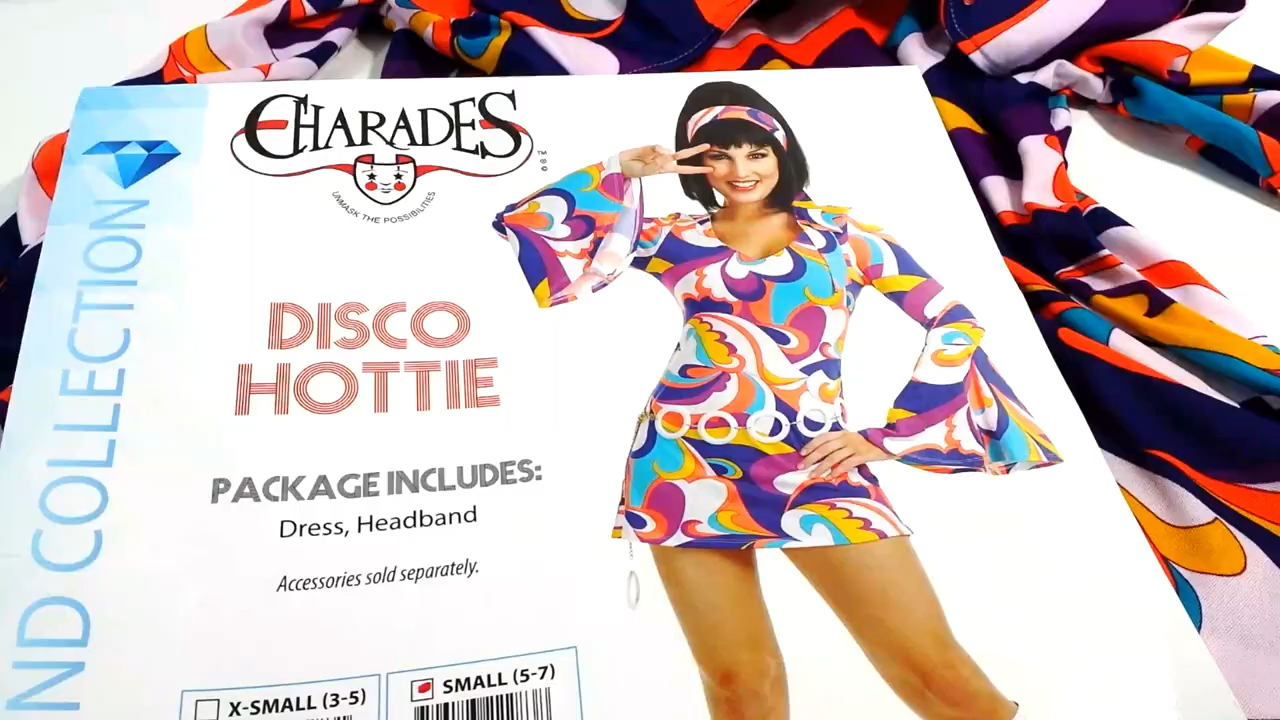 CHARADES
UNMASK THE POSSIBILITIES
ND COLLECTION
DISCO
HOTTIE
PACKAGE INCLUDES:
Dress, Headband
Accessories sold separately.
X-SMALL (3-5)
SMALL (5-7)